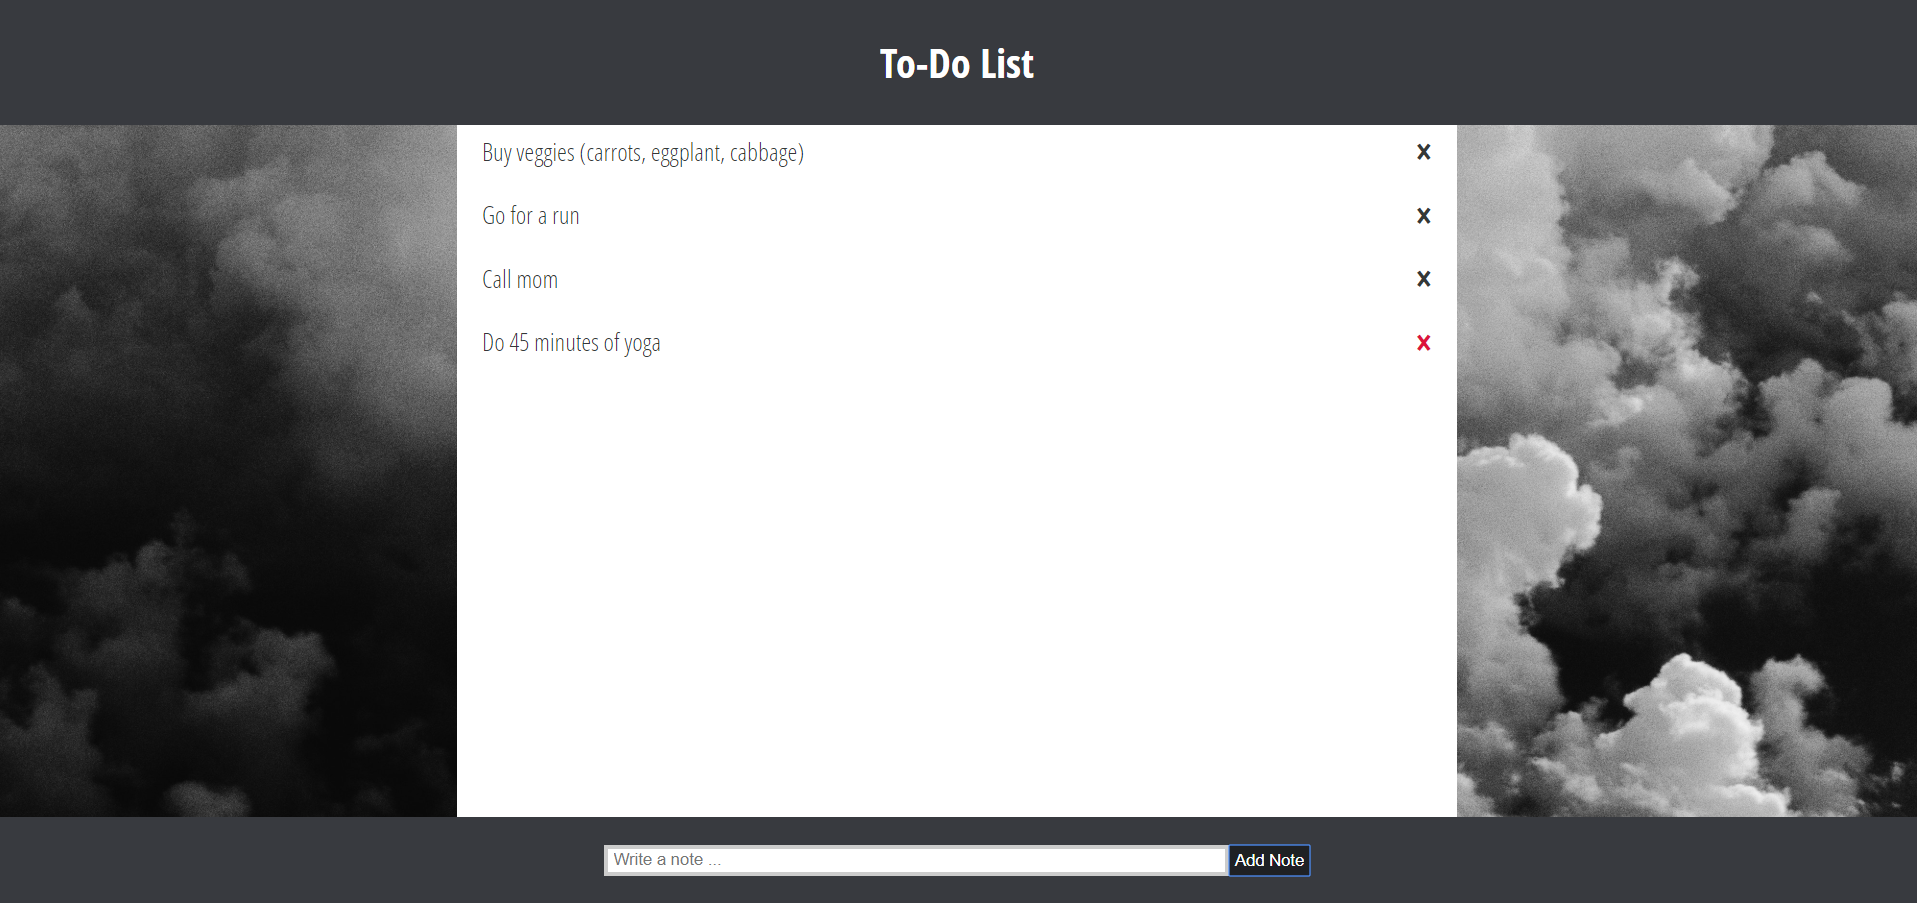 To-Do List
Buy veggies (carrots, eggplant, cabbage)
Go for a run
Call mom
Do 45 minutes of yoga
Write a note ...
Add Note